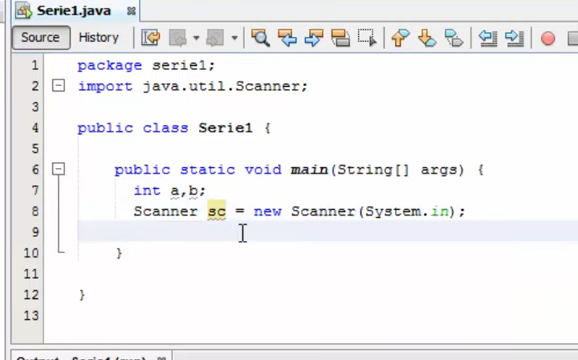 Serie1.java
Source History
1 package serie1;
2 import java.util.Scanner;
3
4 public class Serie1 {
5
6 public static void main(String[] args) {
7 int a,b;
8 Scanner sc = new Scanner(System.in);
9
10 }
11
12 }
13
Output - Serie1 (run)